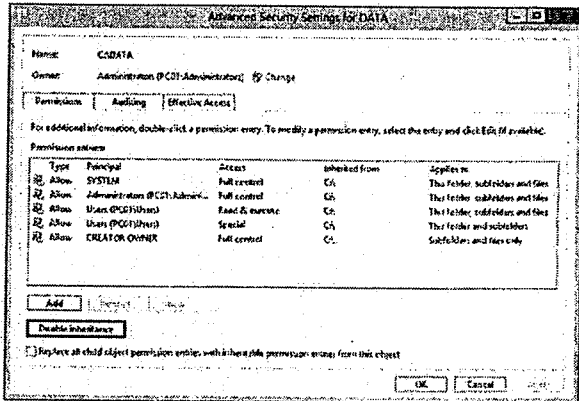 Advanced Security Settings for DATA
Name: C:\DATA
Owner: Administrators (PC01\Administrators) Change
Permissions Auditing Effective Access
For additional information, double-click a permission entry. To modify a permission entry, select the entry and click Edit (if available).
Permission entries:
Type Principal Access Inherited from Applies to
Allow SYSTEM Full control C:\ This folder, subfolders and files
Allow Administrators (PC01\Admini... Full control C:\ This folder, subfolders and files
Allow Users (PC01\Users) Read & execute C:\ This folder, subfolders and files
Allow Users (PC01\Users) Special C:\ This folder and subfolders
Allow CREATOR OWNER Full control C:\ Subfolders and files only
Add
Disable inheritance
Replace all child object permission entries with inheritable permission entries from this object
OK Cancel